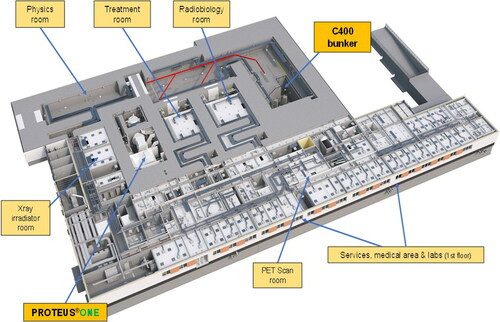 Physics
room
Treatment
room
Radiobiology
room
C400
bunker
Xray
irradiator
room
PROTEUS®ONE
PET Scan
room
Services, medical area & labs (1st floor)